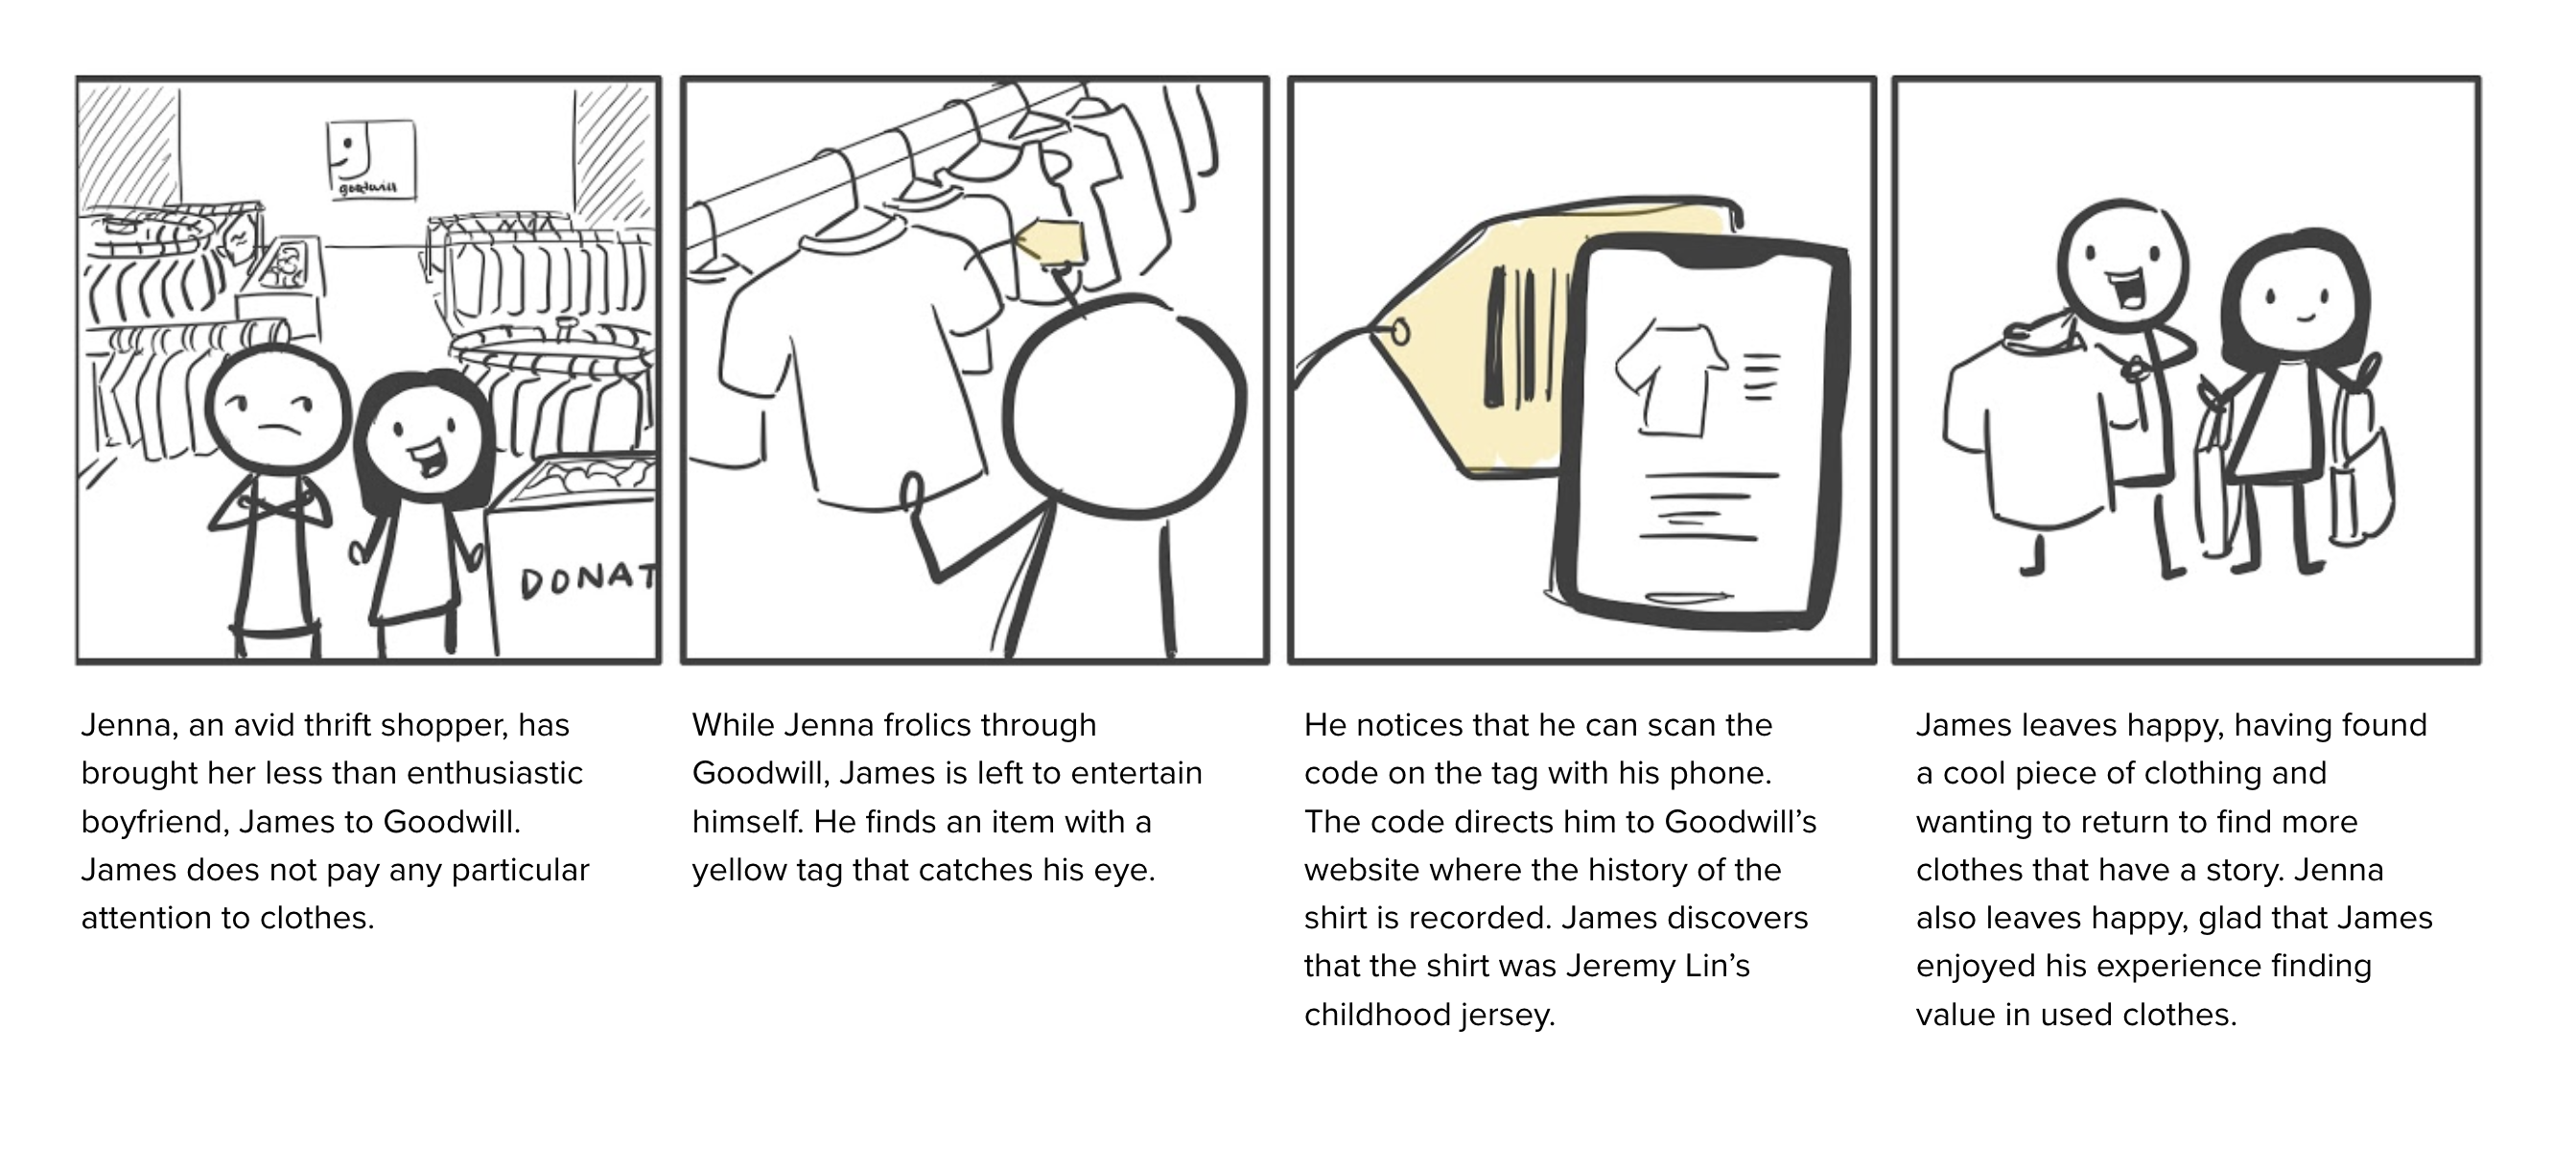 goodwill
DONAT
Jenna, an avid thrift shopper, has
brought her less than enthusiastic
boyfriend, James to Goodwill.
James does not pay any particular
attention to clothes.
While Jenna frolics through
Goodwill, James is left to entertain
himself. He finds an item with a
yellow tag that catches his eye.
He notices that he can scan the
code on the tag with his phone.
The code directs him to Goodwill’s
website where the history of the
shirt is recorded. James discovers
that the shirt was Jeremy Lin’s
childhood jersey.
James leaves happy, having found
a cool piece of clothing and
wanting to return to find more
clothes that have a story. Jenna
also leaves happy, glad that James
enjoyed his experience finding
value in used clothes.